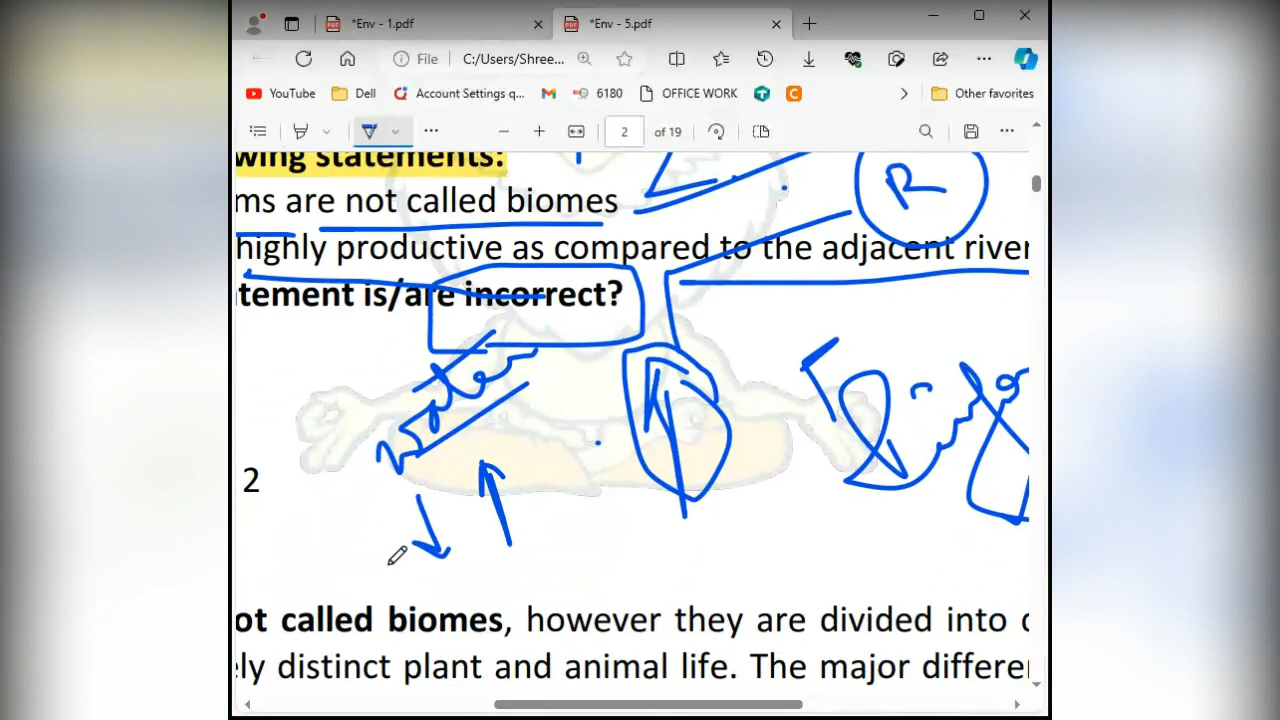 *Env - 1.pdf
*Env - 5.pdf
File C:/Users/Shree...
YouTube Dell Account Settings q... 6180 OFFICE WORK Other favorites
2 of 19
wing statements:
ms are not called biomes
R
highly productive as compared to the adjacent river
tement is/are incorrect?
water
2
ot called biomes, however they are divided into
ely distinct plant and animal life. The major differen